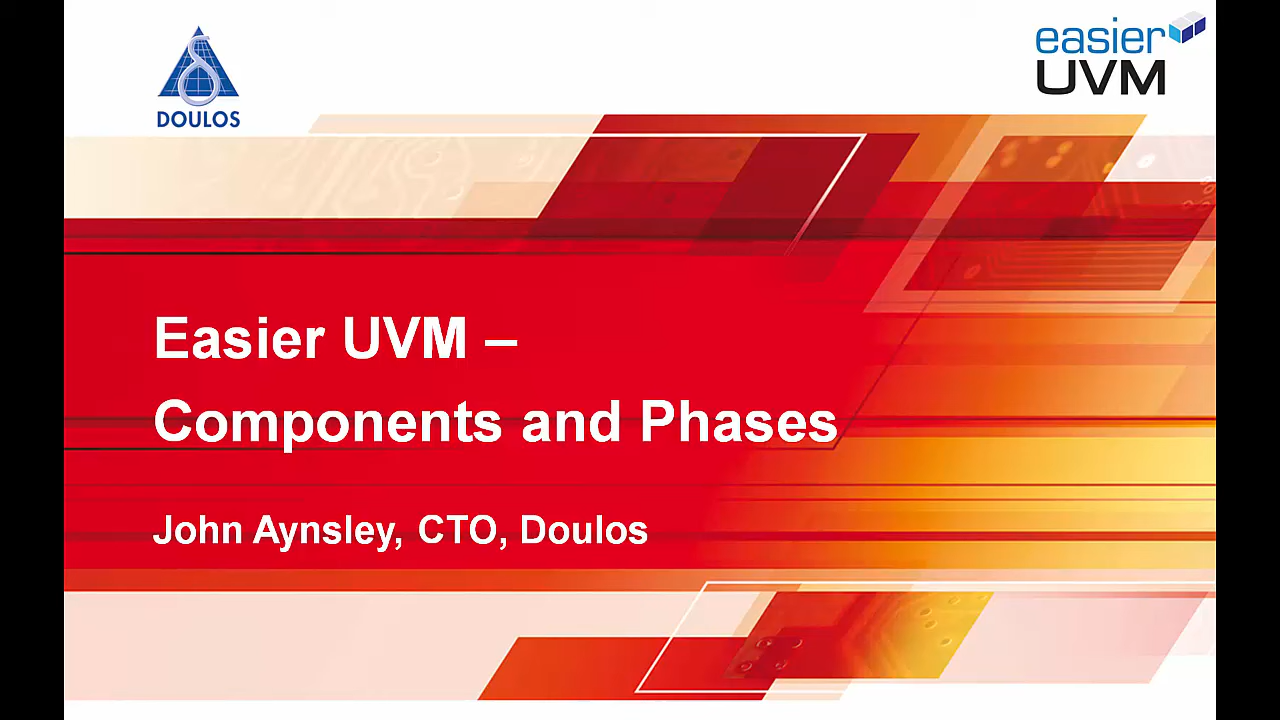 DOULOS
easier
UVM
Easier UVM –
Components and Phases
John Aynsley, CTO, Doulos